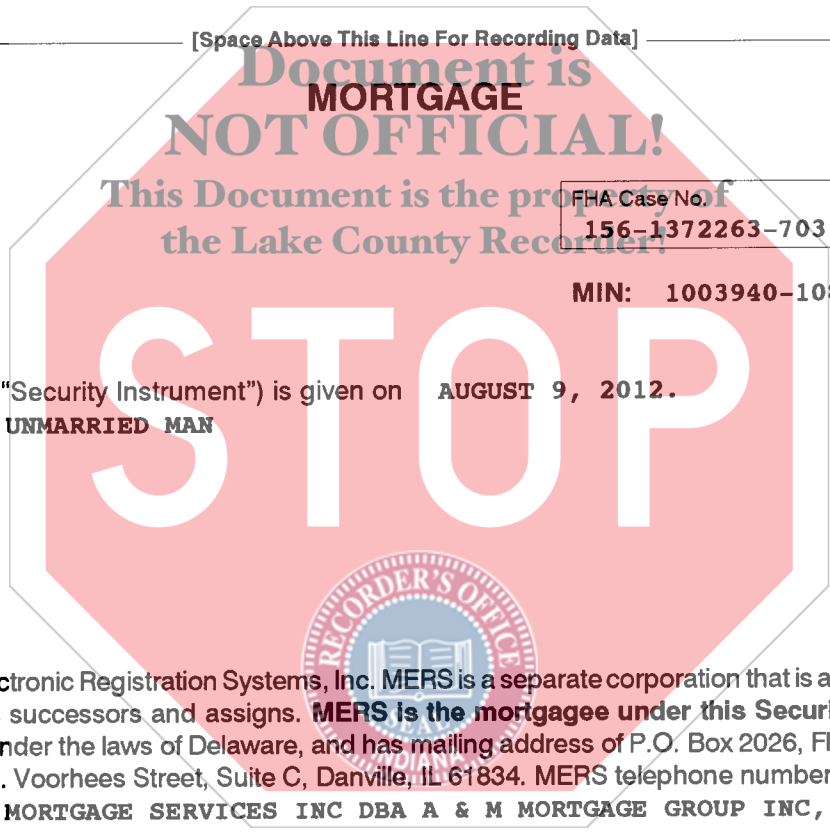 [Space Above This Line For Recording Data]
Document is
MORTGAGE
NOT OFFICIAL!
This Document is the property of
the Lake County Recorder!
FHA Case No.
156-1372263-703
MIN: 1003940-108
STOP
“Security Instrument”) is given on AUGUST 9, 2012.
UNMARRIED MAN
RECORDER'S OFFICE
SEAL
INDIANA
ctronic Registration Systems, Inc. MERS is a separate corporation that is a
successors and assigns. MERS is the mortgagee under this Securi
nder the laws of Delaware, and has mailing address of P.O. Box 2026, Fl
. Voorhees Street, Suite C, Danville, IL 61834. MERS telephone number
MORTGAGE SERVICES INC DBA A & M MORTGAGE GROUP INC,